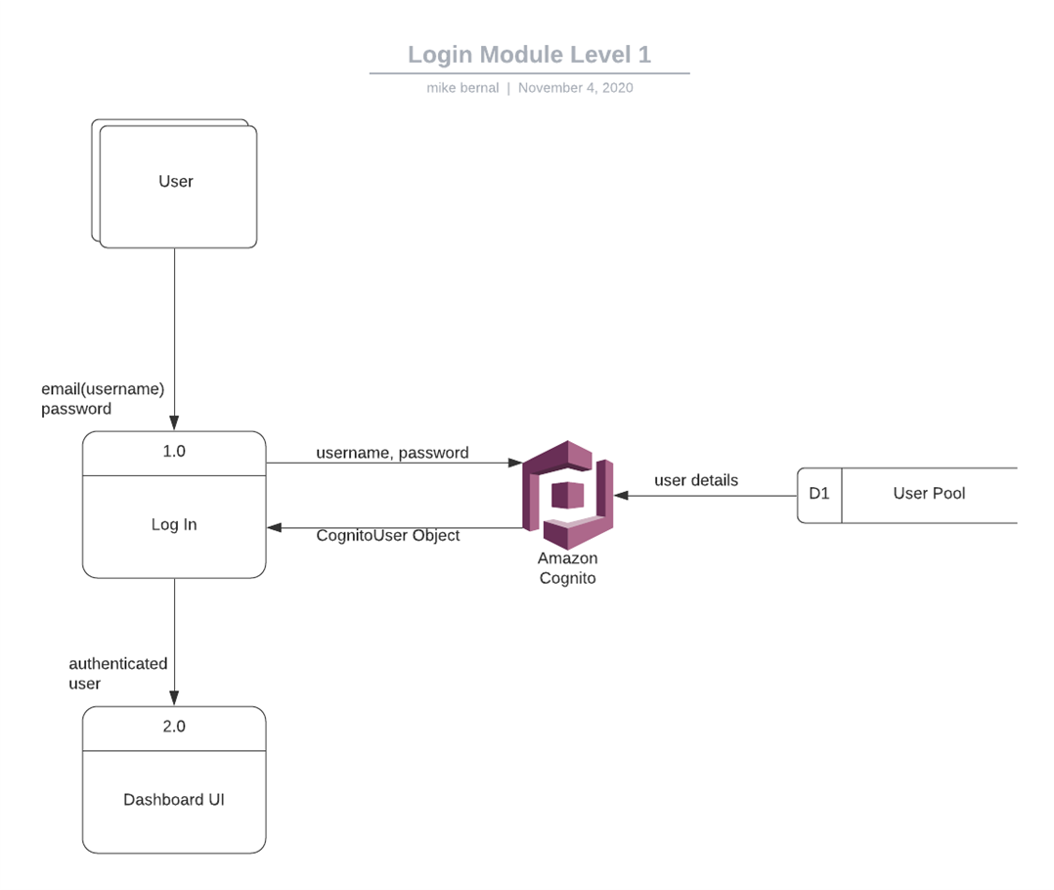 Login Module Level 1
mike bernal | November 4, 2020
User
email(username)
password
1.0
Log In
username, password
CognitoUser Object
Amazon
Cognito
user details
D1
User Pool
authenticated
user
2.0
Dashboard UI